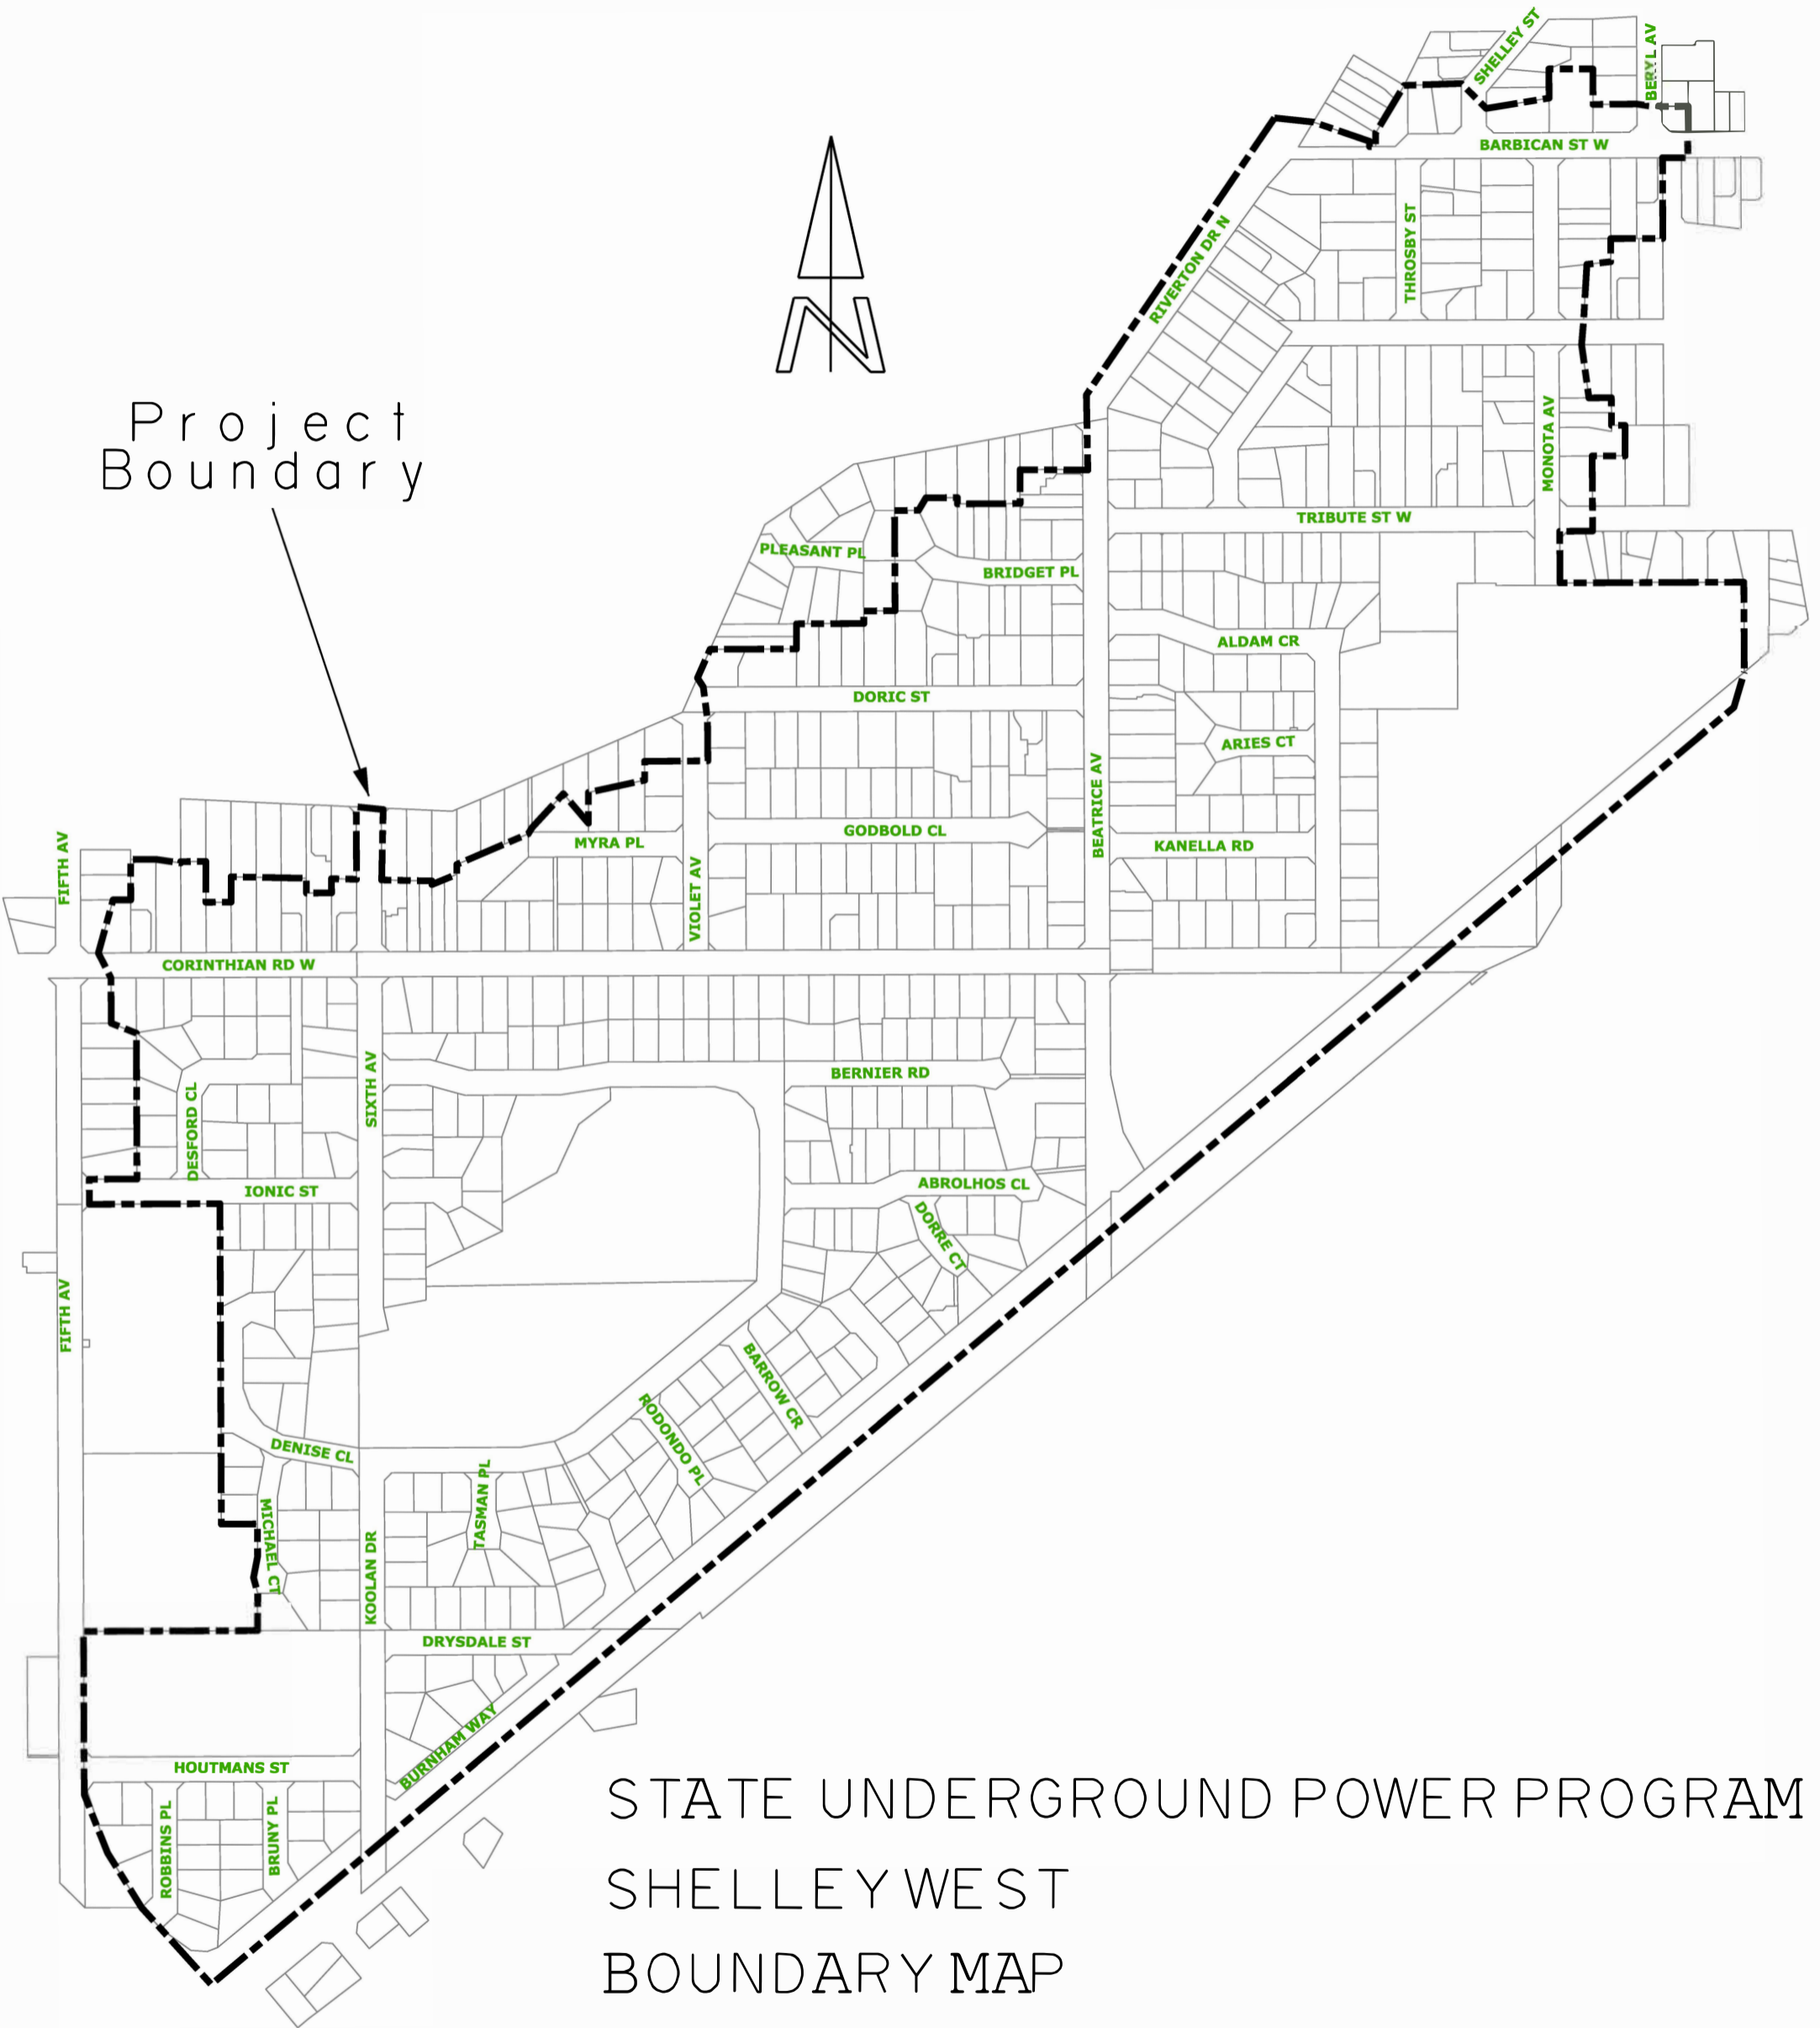 SHELLEY ST
BERYL AV
BARBICAN ST W
RIVERTON DR N
THROSBY ST
N
Project
Boundary
MONOTA AV
TRIBUTE ST W
PLEASANT PL
BRIDGET PL
ALDAM CR
DORIC ST
ARIES CT
BEATRICE AV
GODBOLD CL
MYRA PL
KANELLA RD
FIFTH AV
VIOLET AV
CORINTHIAN RD W
SIXTH AV
BERNIER RD
DESFORD CL
IONIC ST
ABROLHOS CL
DORRE CT
FIFTH AV
BARROW CR
RODONDO PL
DENISE CL
TASMAN PL
MICHAEL CT
KOOLAN DR
DRYSDALE ST
BURNHAM WAY
HOUTMANS ST
ROBBINS PL
BRUNY PL
STATE UNDERGROUND POWER PROGRAM
SHELLEY WEST
BOUNDARY MAP